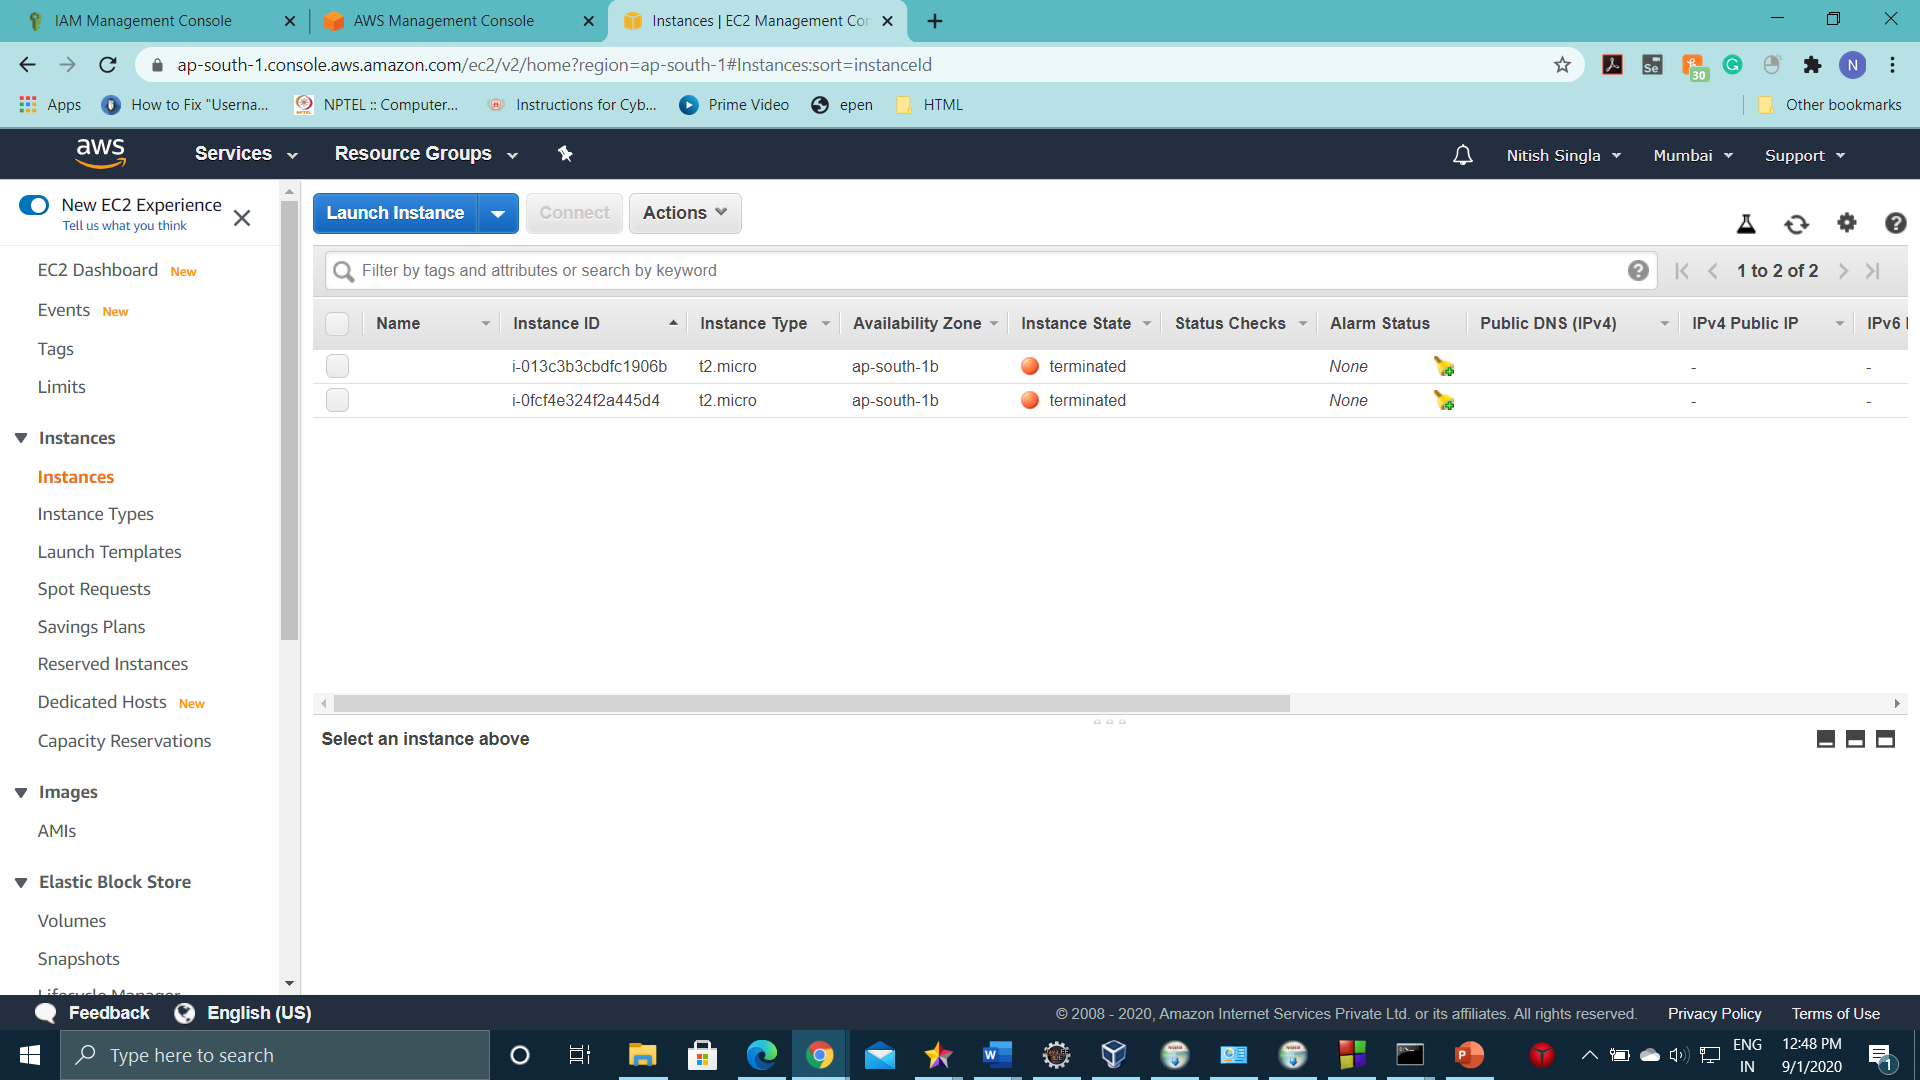 IAM Management Console
AWS Management Console
Instances | EC2 Management Con
ap-south-1.console.aws.amazon.com/ec2/v2/home?region=ap-south-1#Instances:sort=instanceId
Se
30
N
Apps
How to Fix "Userna...
NPTEL :: Computer...
Instructions for Cyb...
Prime Video
epen
HTML
Other bookmarks
aws
Services
Resource Groups
Nitish Singla
Mumbai
Support
New EC2 Experience
Tell us what you think
Launch Instance
Connect
Actions
Filter by tags and attributes or search by keyword
1 to 2 of 2
Name Instance ID Instance Type Availability Zone Instance State Status Checks Alarm Status Public DNS (IPv4) IPv4 Public IP IPv6 I
i-013c3b3cbdfc1906b t2.micro ap-south-1b terminated None - -
i-0fcf4e324f2a445d4 t2.micro ap-south-1b terminated None - -
EC2 Dashboard New
Events New
Tags
Limits
Instances
Instances
Instance Types
Launch Templates
Spot Requests
Savings Plans
Reserved Instances
Dedicated Hosts New
Capacity Reservations
Images
AMIs
Elastic Block Store
Volumes
Snapshots
Lifecycle Manager
Select an instance above
Feedback
English (US)
© 2008 - 2020, Amazon Internet Services Private Ltd. or its affiliates. All rights reserved.
Privacy Policy
Terms of Use
Type here to search
ENG
IN
12:48 PM
9/1/2020
1